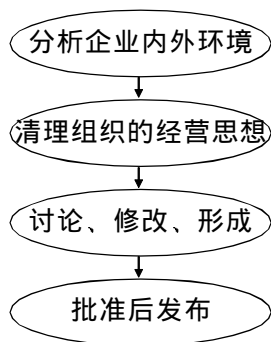 分析企业内外环境
清理组织的经营思想
讨论、修改、形成
批准后发布